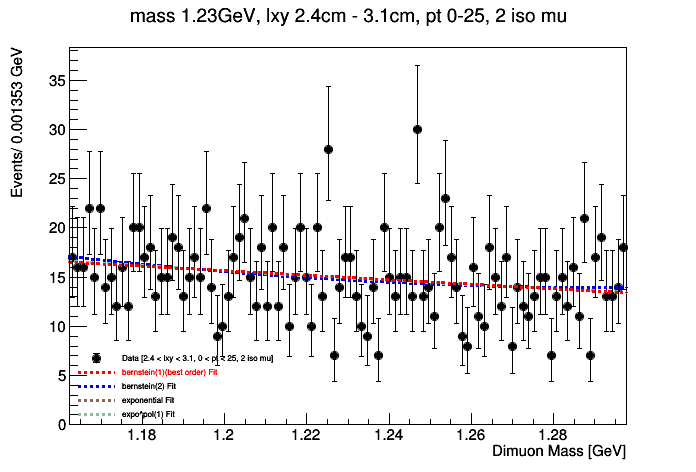 mass 1.23GeV, lxy 2.4cm - 3.1cm, pt 0-25, 2 iso mu
Events/ 0.001353 GeV
35
30
25
20
15
10
5
0
Data [2.4 < lxy < 3.1, 0 < pt < 25, 2 iso mu]
bernstein(1)(best order) Fit
bernstein(2) Fit
exponential Fit
expo*pol(1) Fit
1.18 1.2 1.22 1.24 1.26 1.28
Dimuon Mass [GeV]